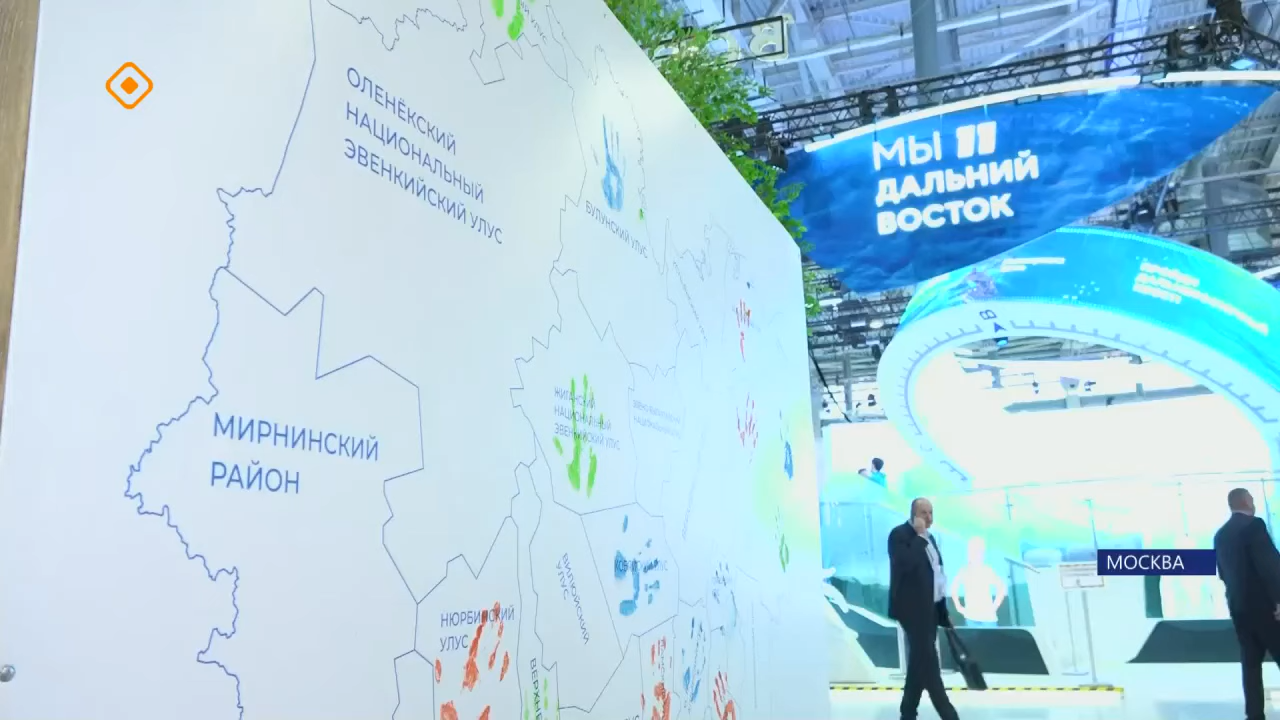 ОЛЕНЁКСКИЙ
НАЦИОНАЛЬНЫЙ
ЭВЕНКИЙСКИЙ УЛУС
БУЛУНСКИЙ УЛУС
МИРНИНСКИЙ
РАЙОН
ЖИГАНСКИЙ
НАЦИОНАЛЬНЫЙ
ЭВЕНКИЙСКИЙ УЛУС
НЮРБИНСКИЙ
УЛУС
ВИЛЮЙСКИЙ
УЛУС
МЫ
ДАЛЬНИЙ
ВОСТОК
МОСКВА